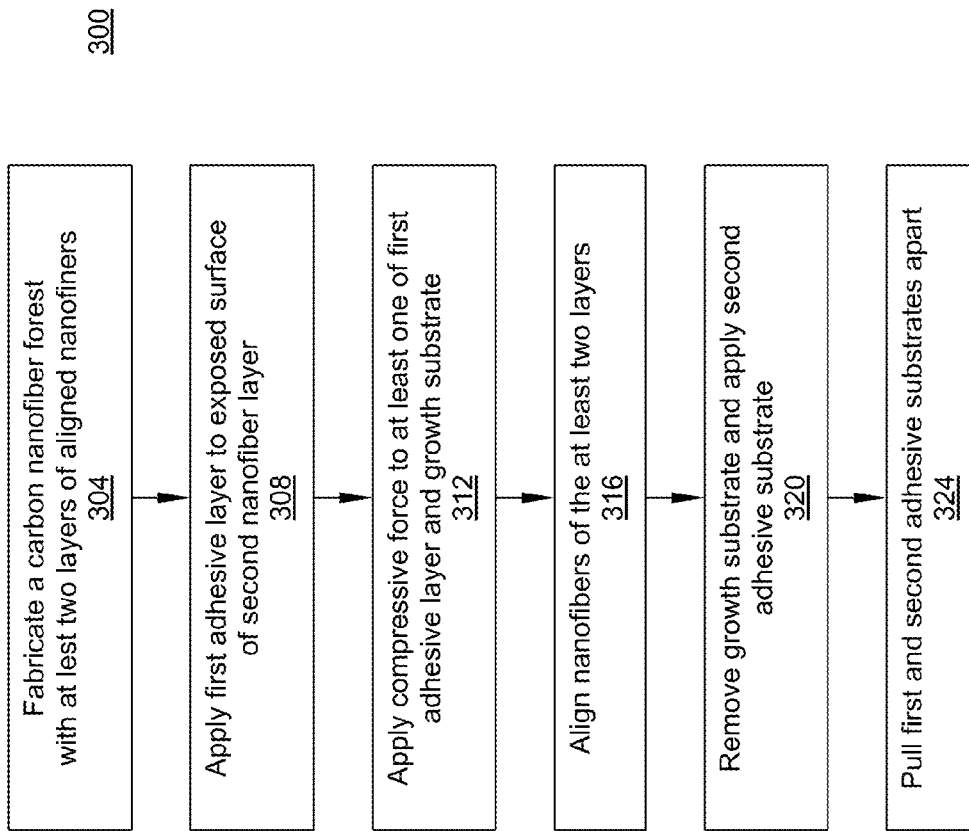 300
Fabricate a carbon nanofiber forest
with at lest two layers of aligned nanofiners
304
Apply first adhesive layer to exposed surface
of second nanofiber layer
308
Apply compressive force to at least one of first
adhesive layer and growth substrate
312
Align nanofibers of the at least two layers
316
Remove growth substrate and apply second
adhesive substrate
320
Pull first and second adhesive substrates apart
324